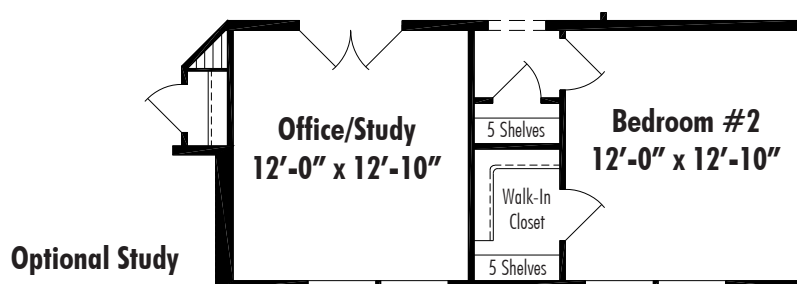 Office/Study
12’-0” x 12’-10”
5 Shelves
Bedroom #2
12’-0” x 12’-10”
Walk-In
Closet
5 Shelves
Optional Study